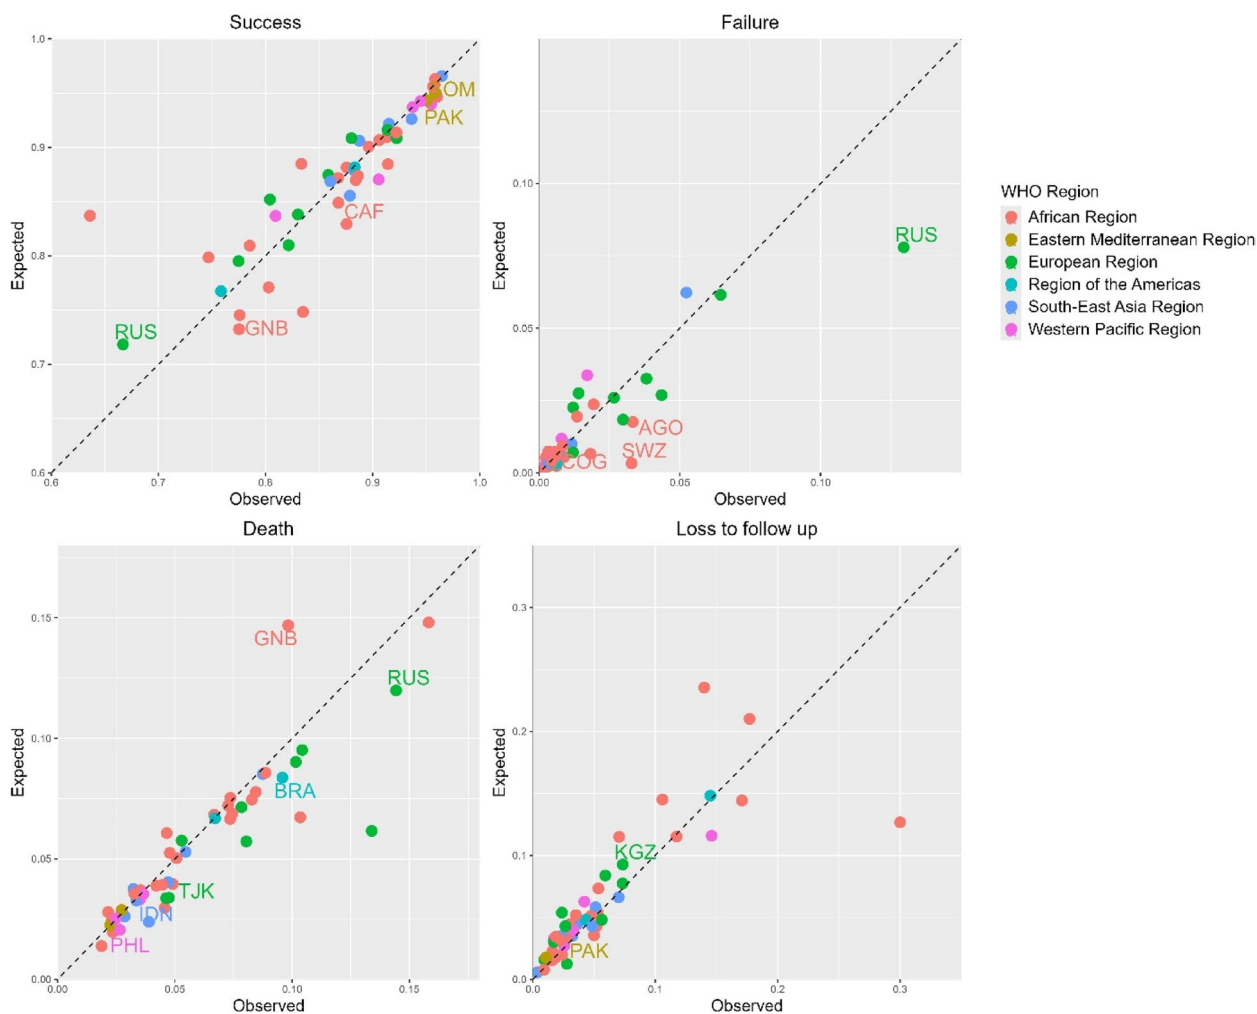 Success
1.0
0.9
0.8
0.7
0.6
Expected
OM
PAK
CAF
GNB
RUS
0.6 0.7 0.8 0.9 1.0
Observed
Failure
0.10
0.05
0.00
Expected
RUS
AGO
SWZ
COG
0.00 0.05 0.10
Observed
WHO Region
African Region
Eastern Mediterranean Region
European Region
Region of the Americas
South-East Asia Region
Western Pacific Region
Death
0.15
0.10
0.05
0.00
Expected
GNB
RUS
BRA
TJK
IDN
PHL
0.00 0.05 0.10 0.15
Observed
Loss to follow up
0.3
0.2
0.1
0.0
Expected
KGZ
PAK
0.0 0.1 0.2 0.3
Observed